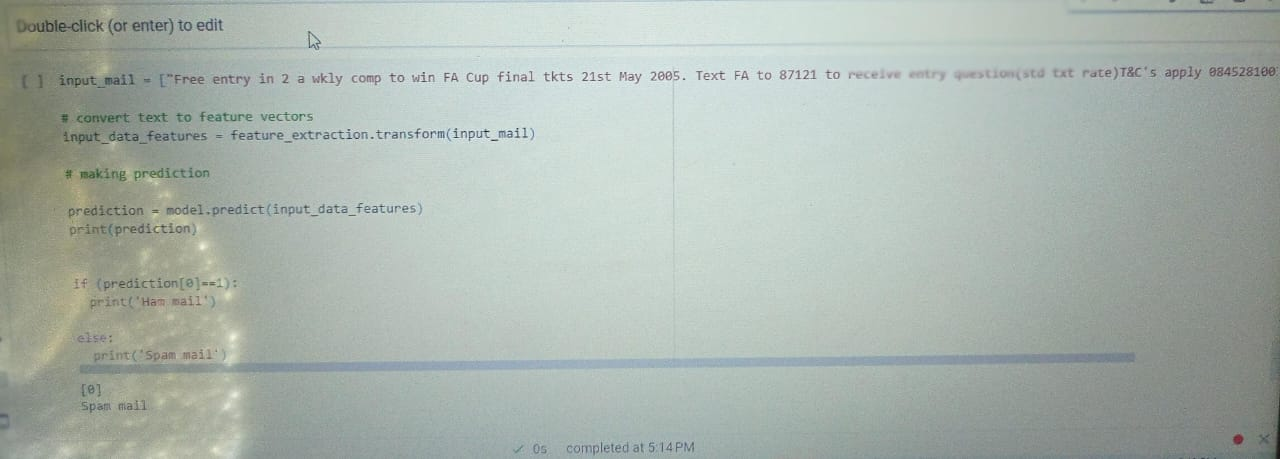 Double-click (or enter) to edit
[ ] input_mail = ["Free entry in 2 a wkly comp to win FA Cup final tkts 21st May 2005. Text FA to 87121 to receive entry question(std txt rate)T&C's apply 084528100
# convert text to feature vectors
input_data_features = feature_extraction.transform(input_mail)
# making prediction
prediction = model.predict(input_data_features)
print(prediction)
if (prediction[0]==1):
print('Ham mail')
else:
print('Spam mail')
[0]
Spam mail
✓ 0s completed at 5:14 PM